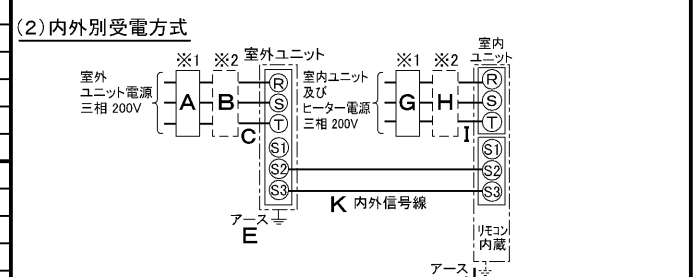 (2)内外別受電方式
※1 ※2 室外ユニット
室外
ユニット電源
三相 200V
A B C
R
S
T
S1
S2
S3
アース
E
※1 ※2 室内
ユニット
室内ユニット
及び
ヒーター電源
三相 200V
G H I
R
S
T
S1
S2
S3
K 内外信号線
リモコン
内蔵
アース
J